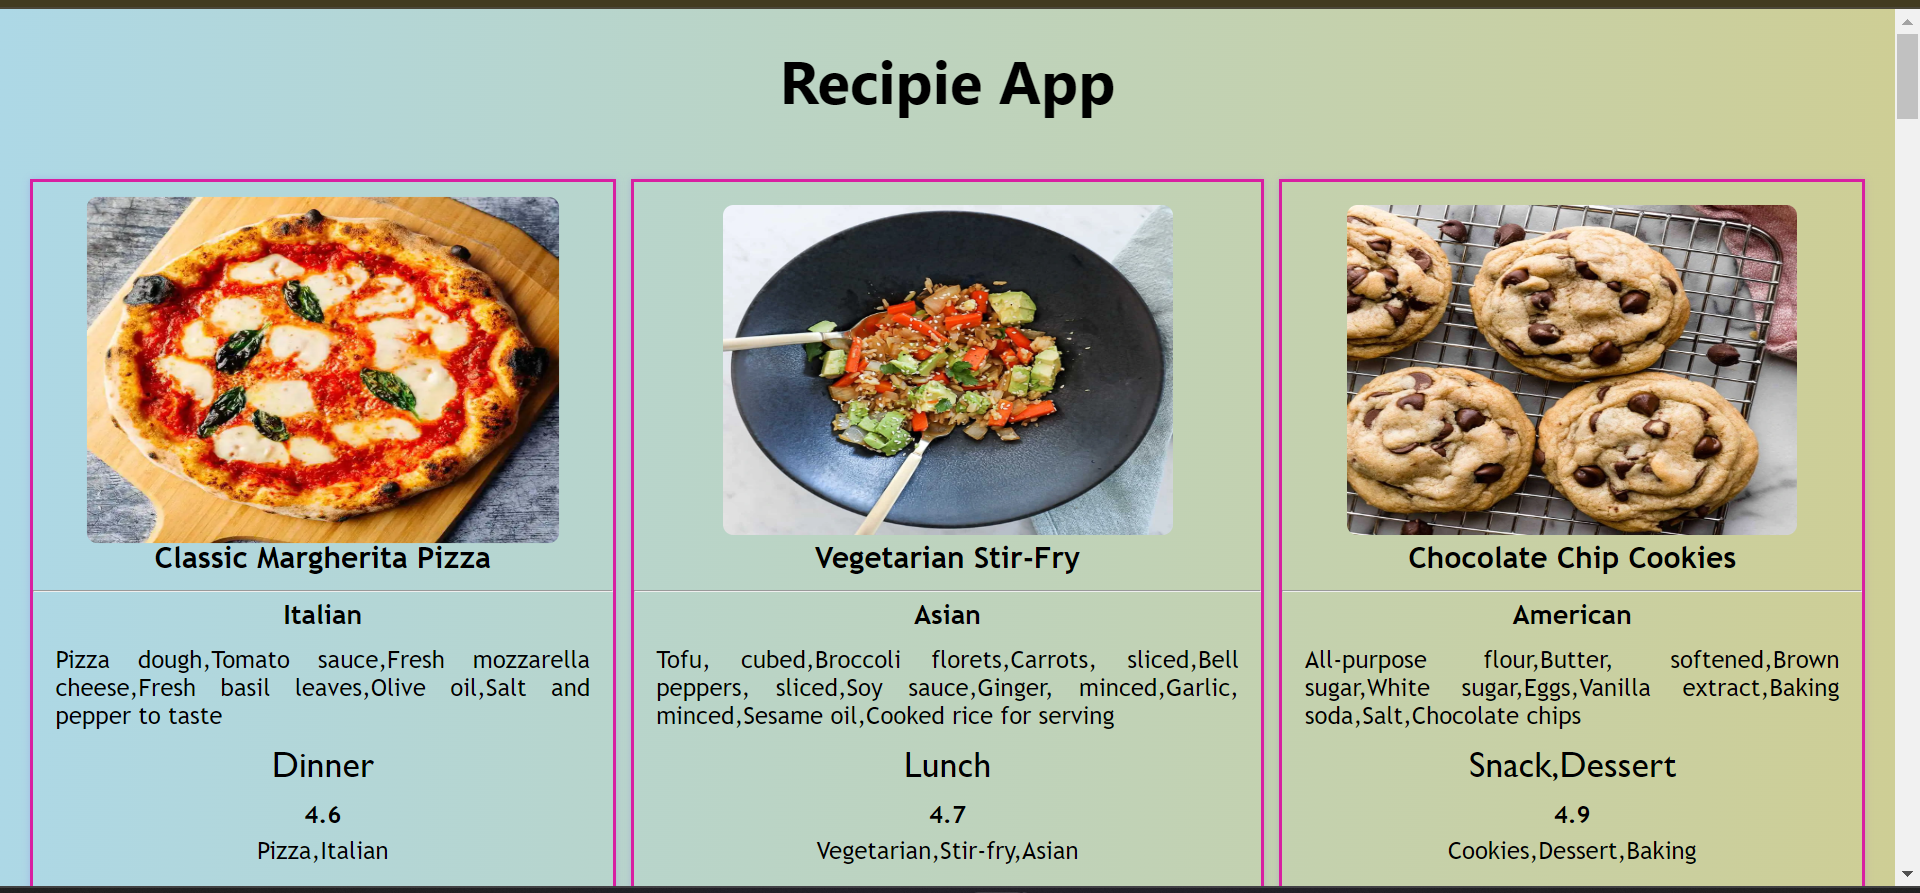 Recipie App
Classic Margherita Pizza
Italian
Pizza dough,Tomato sauce,Fresh mozzarella
cheese,Fresh basil leaves,Olive oil,Salt and
pepper to taste
Dinner
4.6
Pizza,Italian
Vegetarian Stir-Fry
Asian
Tofu, cubed,Broccoli florets,Carrots, sliced,Bell
peppers, sliced,Soy sauce,Ginger, minced,Garlic,
minced,Sesame oil,Cooked rice for serving
Lunch
4.7
Vegetarian,Stir-fry,Asian
Chocolate Chip Cookies
American
All-purpose flour,Butter, softened,Brown
sugar,White sugar,Eggs,Vanilla extract,Baking
soda,Salt,Chocolate chips
Snack,Dessert
4.9
Cookies,Dessert,Baking